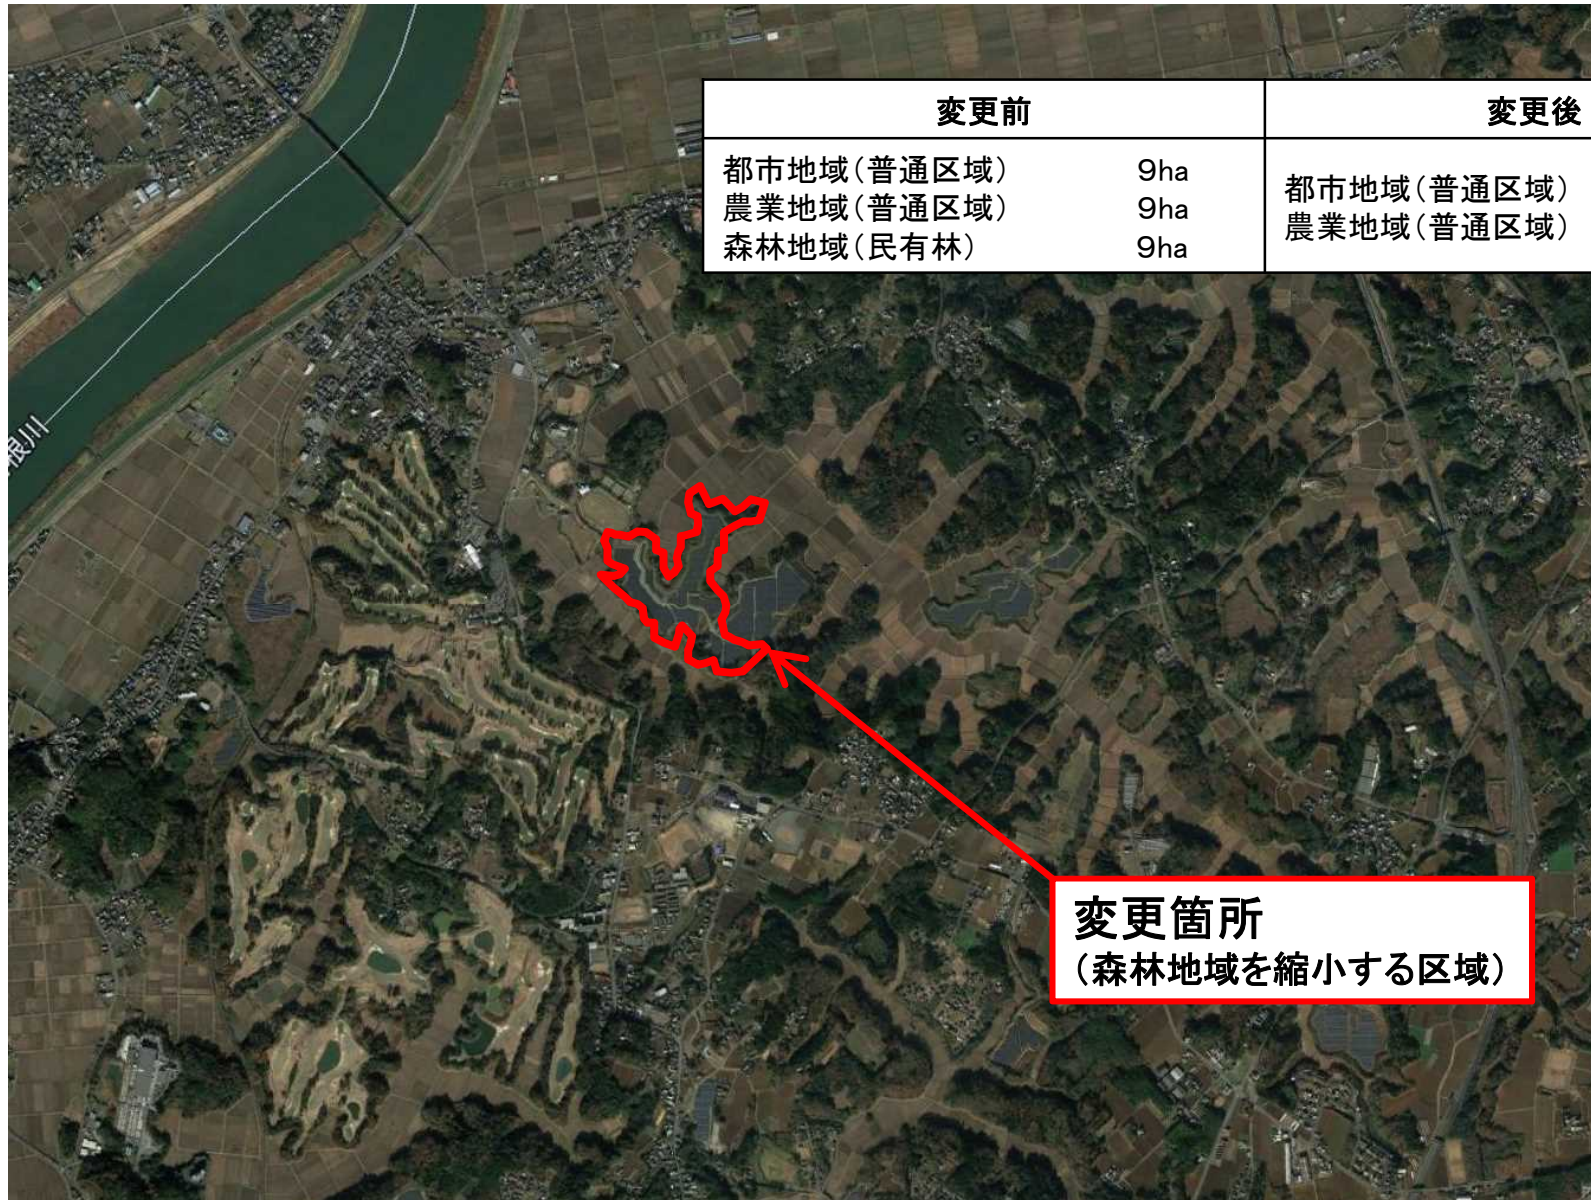 変更前 変更後
都市地域(普通区域) 9ha
農業地域(普通区域) 9ha
森林地域(民有林) 9ha
都市地域(普通区域)
農業地域(普通区域)
根川
変更箇所
(森林地域を縮小する区域)